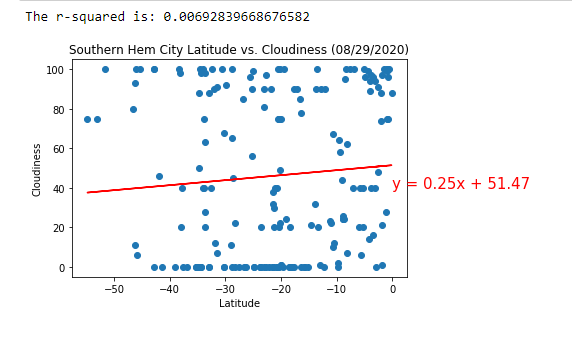 The r-squared is: 0.00692839668676582
Southern Hem City Latitude vs. Cloudiness (08/29/2020)
100
80
60
40
20
0
Cloudiness
y = 0.25x + 51.47
−50
−40
−30
−20
−10
0
Latitude